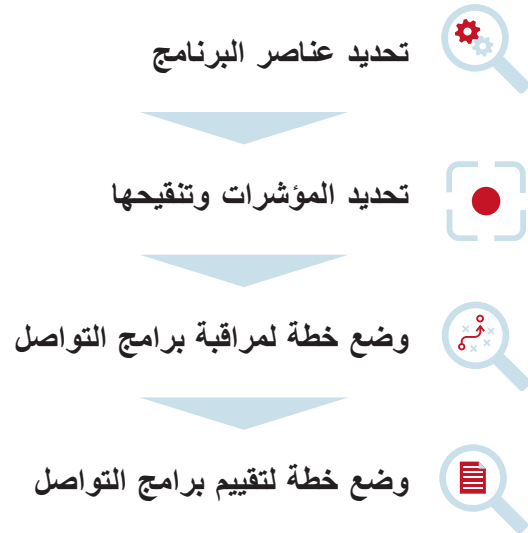 تحديد عناصر البرنامج
تحديد المؤشرات وتنقيحها
وضع خطة لمراقبة برامج التواصل
وضع خطة لتقييم برامج التواصل